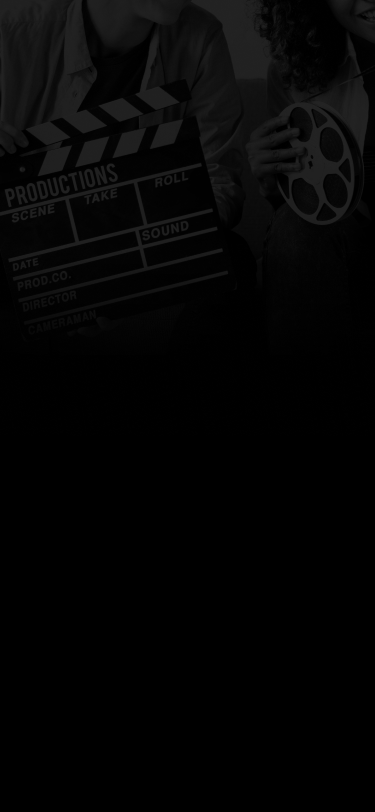 PRODUCTIONS
SCENE TAKE ROLL
SOUND
DATE
PROD.CO.
DIRECTOR
CAMERAMAN